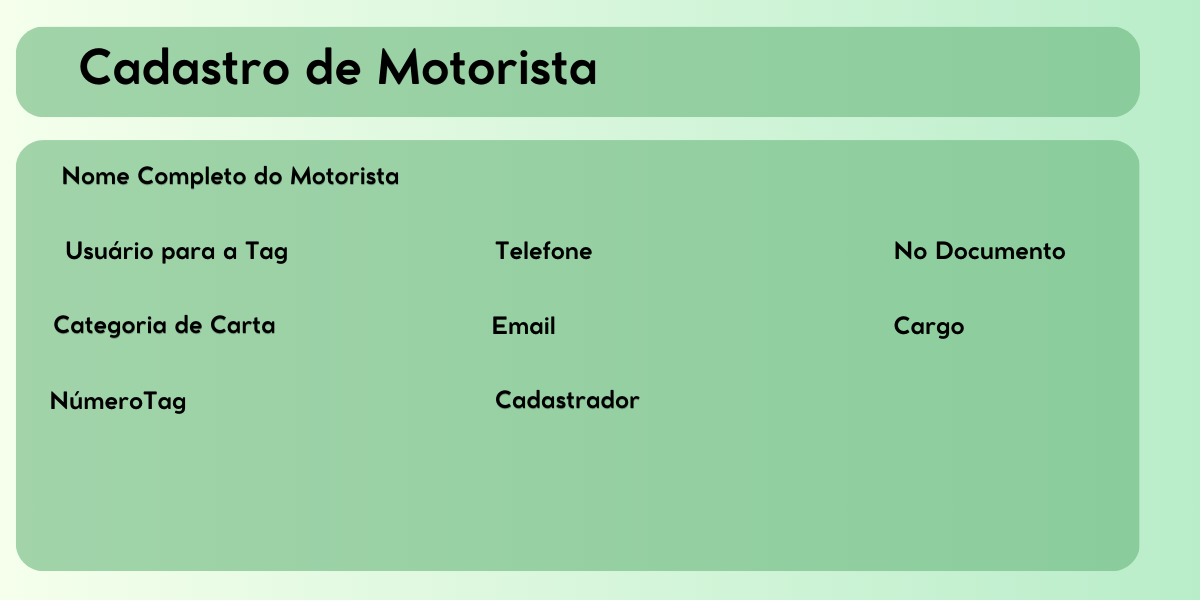 Cadastro de Motorista
Nome Completo do Motorista
Usuário para a Tag
Telefone
No Documento
Categoria de Carta
Email
Cargo
NúmeroTag
Cadastrador